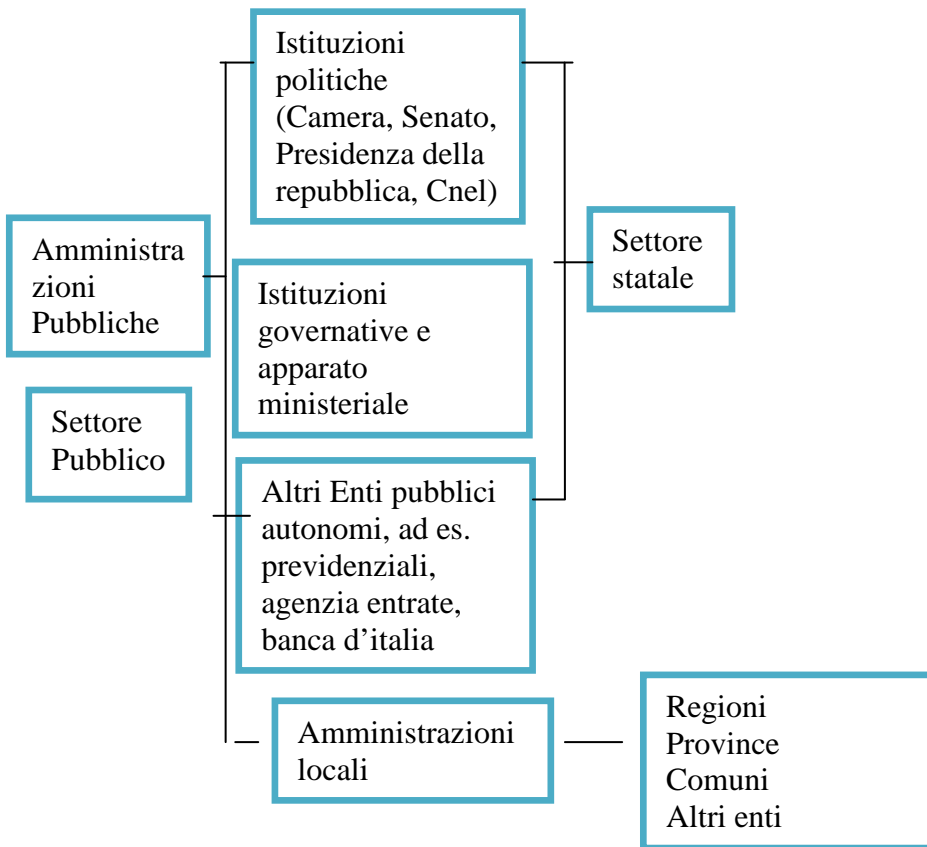 Istituzioni
politiche
(Camera, Senato,
Presidenza della
repubblica, Cnel)
Amministra
zioni
Pubbliche
Settore
statale
Istituzioni
governative e
apparato
ministeriale
Settore
Pubblico
Altri Enti pubblici
autonomi, ad es.
previdenziali,
agenzia entrate,
banca d’italia
Amministrazioni
locali
Regioni
Province
Comuni
Altri enti